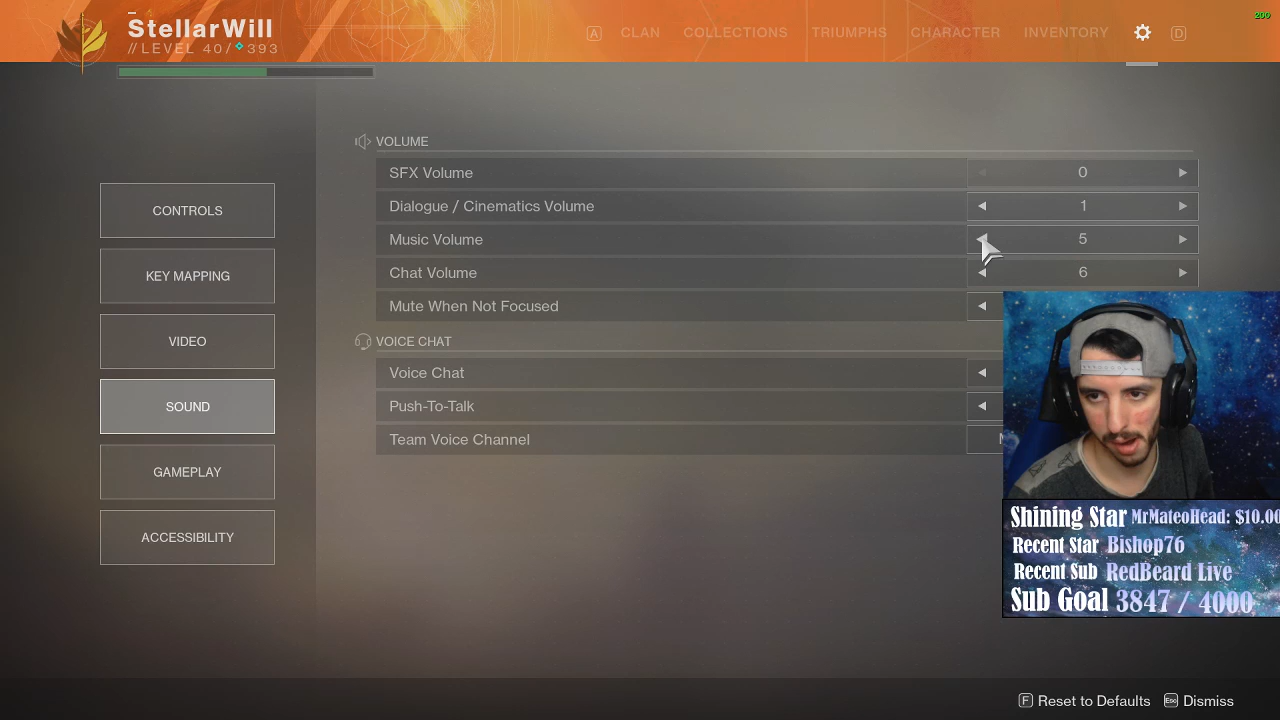 StellarWill
// LEVEL 40/ 393
A CLAN COLLECTIONS TRIUMPHS CHARACTER INVENTORY D
200
VOLUME
SFX Volume 0
Dialogue / Cinematics Volume 1
Music Volume 5
Chat Volume 6
Mute When Not Focused
VOICE CHAT
Voice Chat
Push-To-Talk
Team Voice Channel
CONTROLS
KEY MAPPING
VIDEO
SOUND
GAMEPLAY
ACCESSIBILITY
Shining Star MrMateoHead: $10.00
Recent Star Bishop76
Recent Sub RedBeard Live
Sub Goal 3847 / 4000
F Reset to Defaults Esc Dismiss